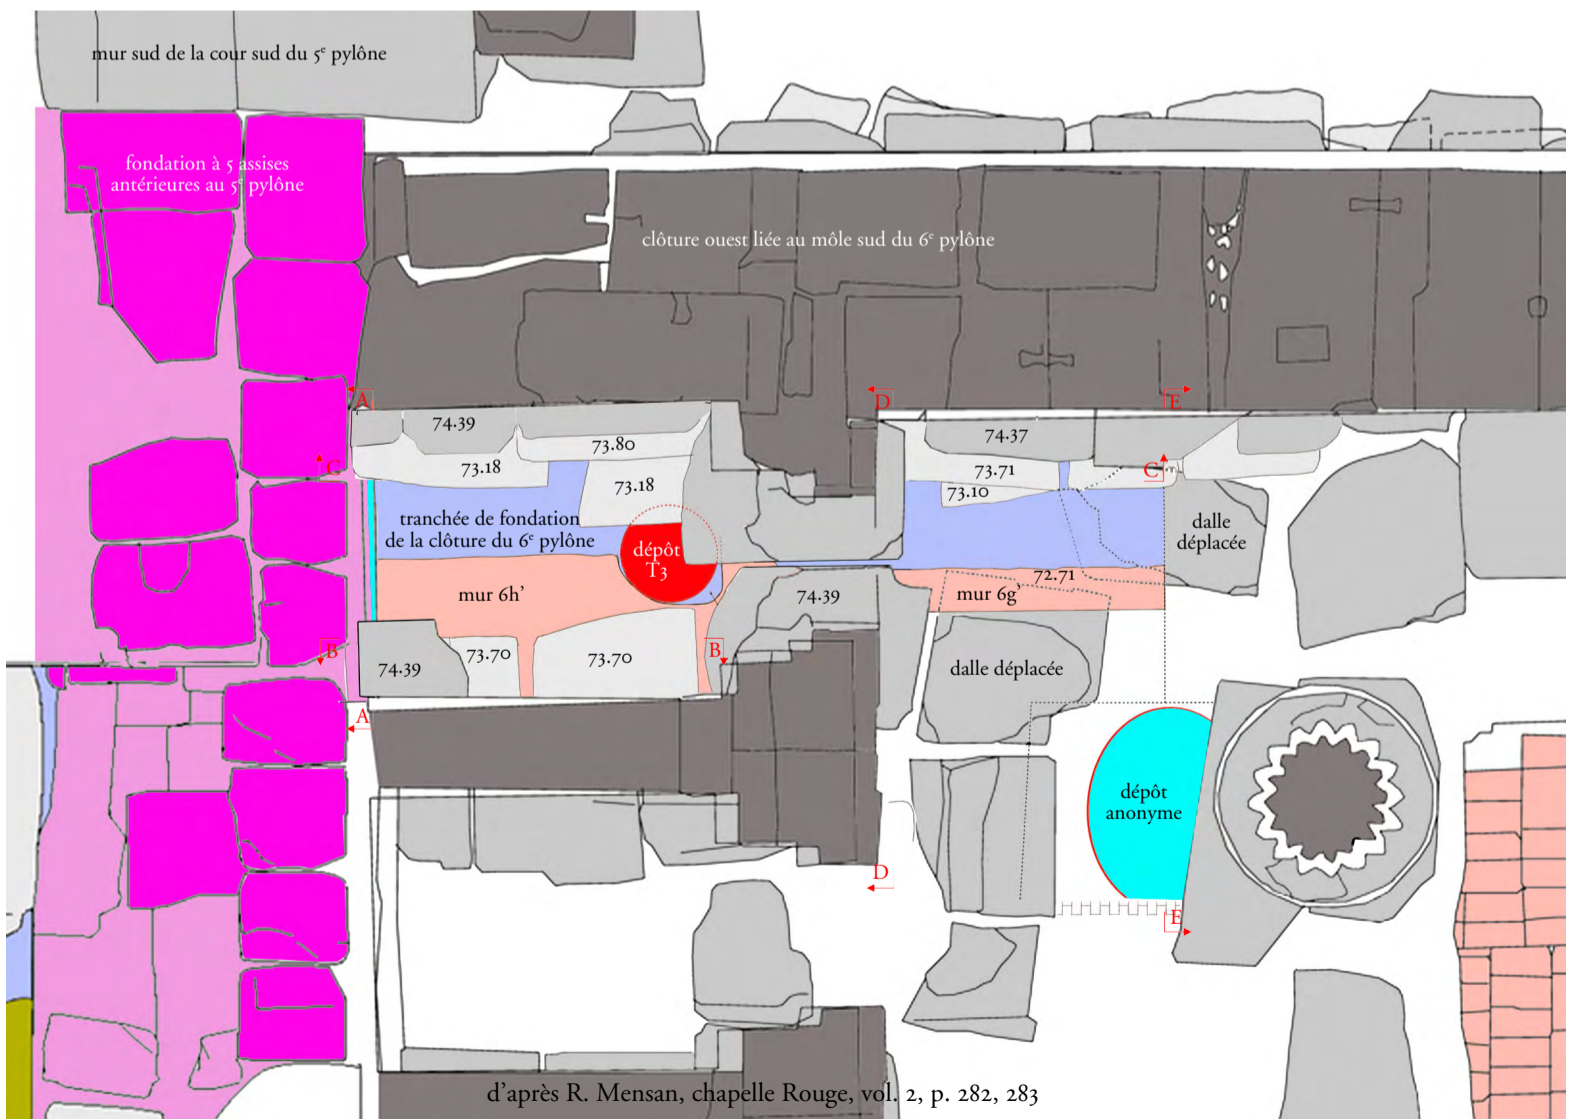 mur sud de la cour sud du 5e pylône
fondation à 5 assises
antérieures au 5e pylône
clôture ouest liée au môle sud du 6e pylône
A
D
E
74.39
73.80
74.37
C
73.18
73.18
73.71
C
73.10
tranchée de fondation
de la clôture du 6e pylône
dalle
déplacée
dépôt
T3
mur 6h’
74.39
72.71
mur 6g’
B
74.39
73.70
73.70
B
dalle déplacée
A
dépôt
anonyme
D
E
d’après R. Mensan, chapelle Rouge, vol. 2, p. 282, 283